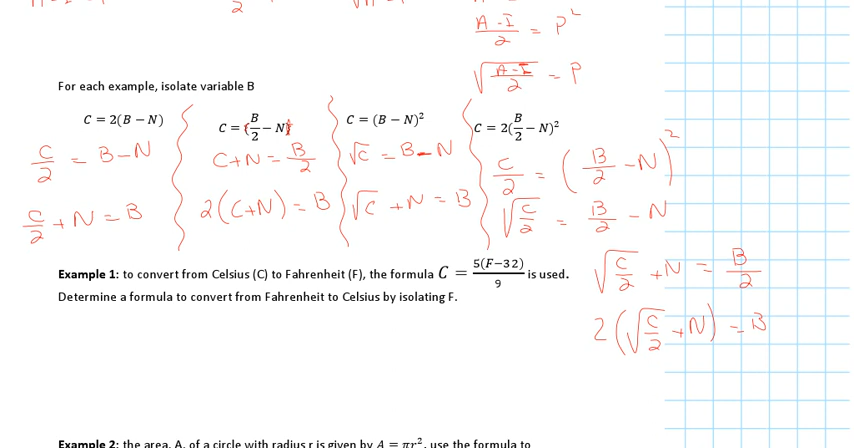 2
A - I / 2 = P²
√(A - I / 2) = P
For each example, isolate variable B
C = 2(B − N)
C/2 = B - N
C/2 + N = B
C = (B/2 − N)
C + N = B/2
2(C + N) = B
C = (B − N)²
√C = B - N
√C + N = B
C = 2(B/2 − N)²
C/2 = (B/2 - N)²
√(C/2) = B/2 - N
√(C/2) + N = B/2
2(√(C/2) + N) = B
Example 1: to convert from Celsius (C) to Fahrenheit (F), the formula C = 5(F−32)/9 is used.
Determine a formula to convert from Fahrenheit to Celsius by isolating F.
Example 2: the area, A, of a circle with radius r is given by A = πr², use the formula to